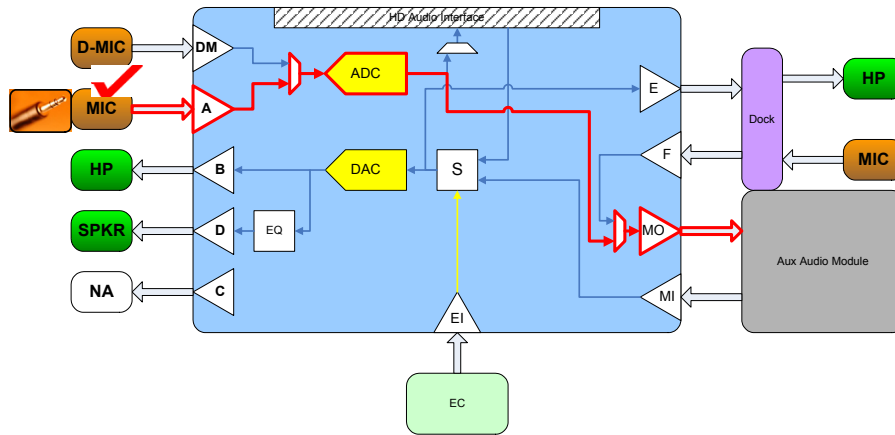 HD Audio Interface
D-MIC
DM
ADC
MIC
A
E
HP
Dock
F
MIC
HP
B
DAC
S
SPKR
D
EQ
MO
Aux Audio Module
NA
C
MI
EI
EC